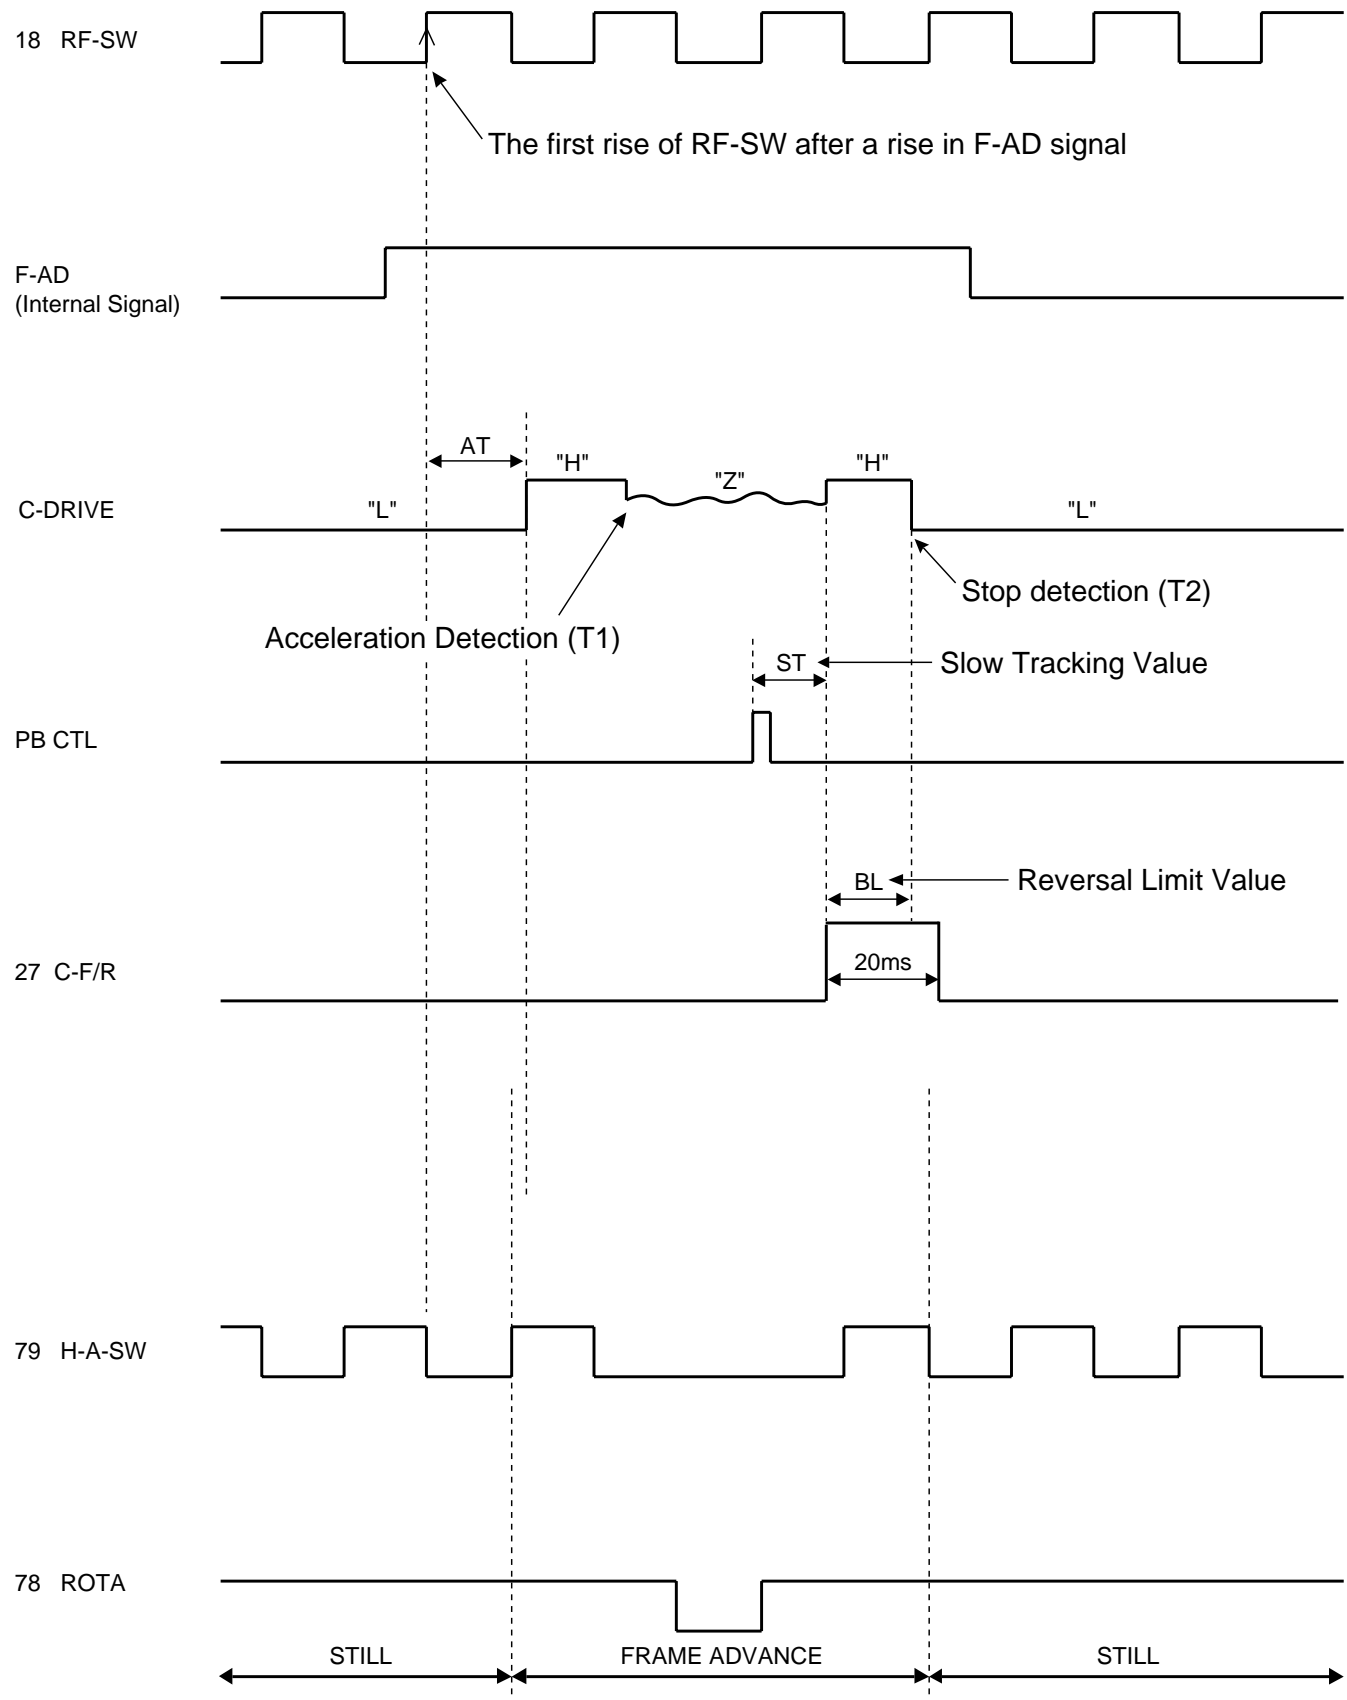 18 RF-SW
The first rise of RF-SW after a rise in F-AD signal
F-AD
(Internal Signal)
AT
"H"
"Z"
"H"
C-DRIVE
"L"
"L"
Stop detection (T2)
Acceleration Detection (T1)
ST
Slow Tracking Value
PB CTL
BL
Reversal Limit Value
27 C-F/R
20ms
79 H-A-SW
78 ROTA
STILL
FRAME ADVANCE
STILL